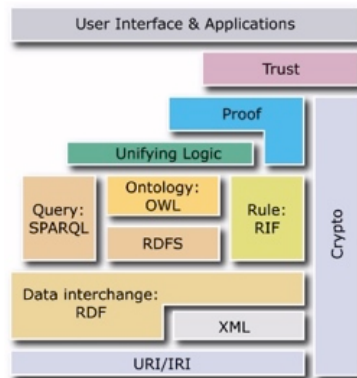 User Interface & Applications
Trust
Proof
Unifying Logic
Query:
SPARQL
Ontology:
OWL
RDFS
Rule:
RIF
Crypto
Data interchange:
RDF
XML
URI/IRI